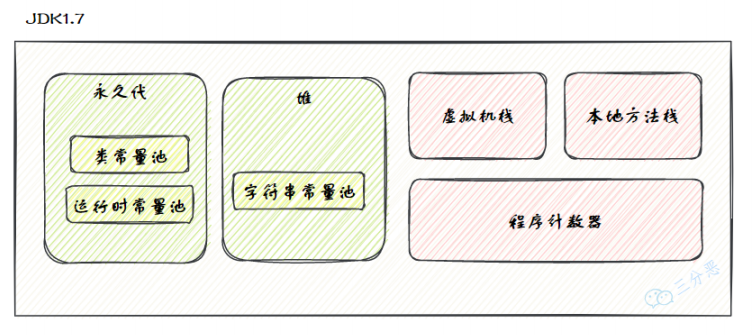 JDK1.7
永久代
类常量池
运行时常量池
堆
字符串常量池
虚拟机栈
本地方法栈
程序计数器
三分恶